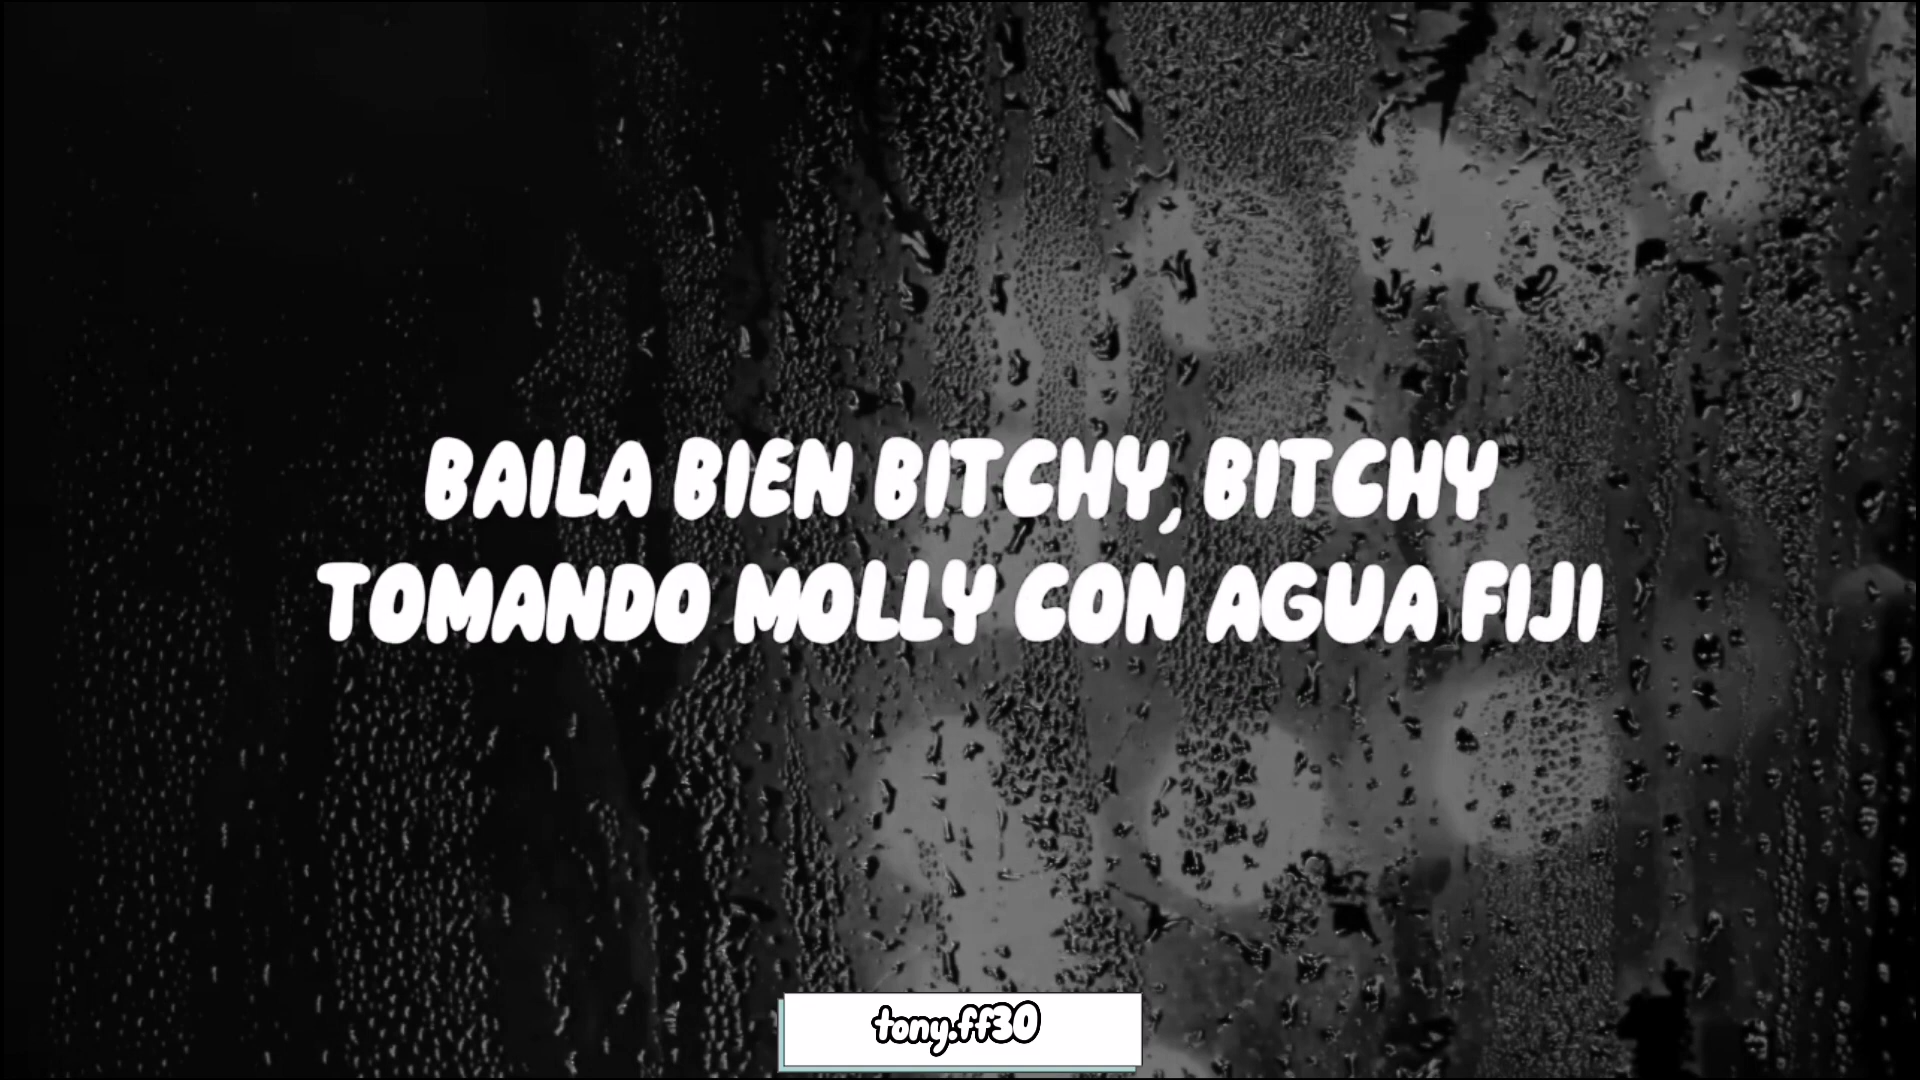 BAILA BIEN BITCHY, BITCHY
TOMANDO MOLLY CON AGUA FIJI
tony.ff30